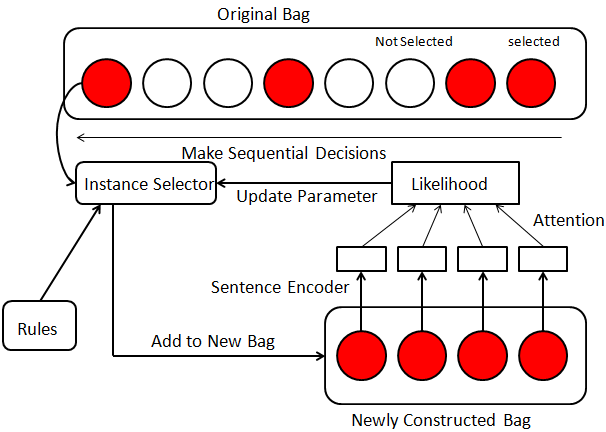 Original Bag
Not Selected
selected
Make Sequential Decisions
Instance Selector
Likelihood
Update Parameter
Attention
Sentence Encoder
Rules
Add to New Bag
Newly Constructed Bag